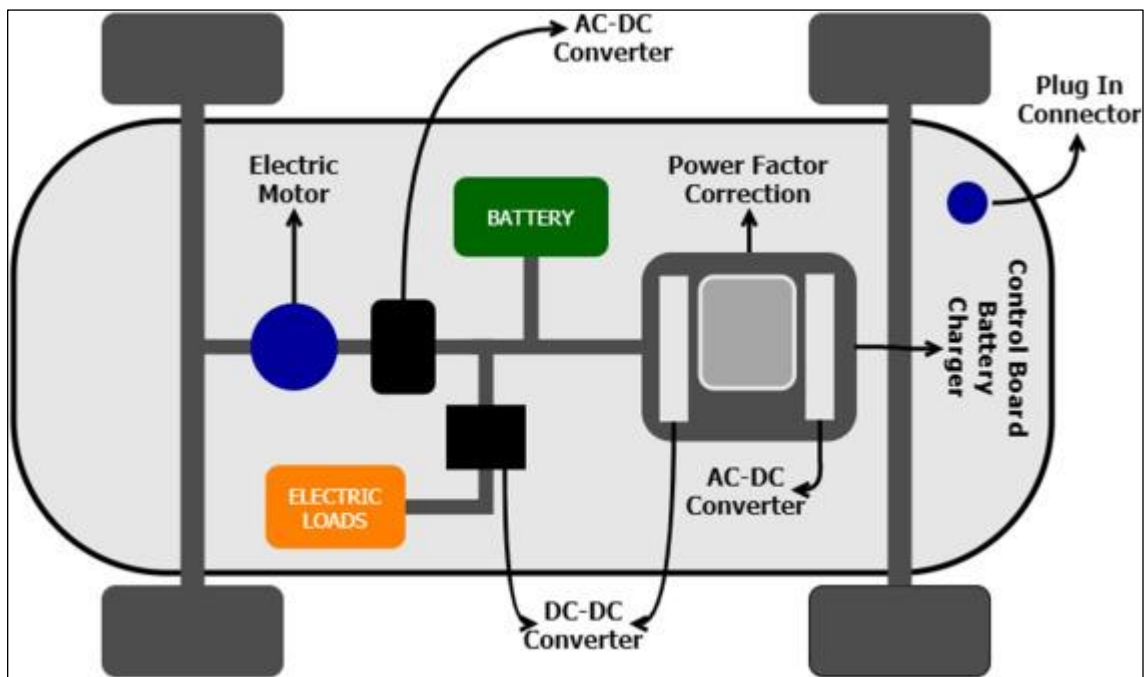 AC-DC
Converter
Plug In
Connector
Electric
Motor
Power Factor
Correction
BATTERY
Control Board
Battery
Charger
ELECTRIC
LOADS
AC-DC
Converter
DC-DC
Converter